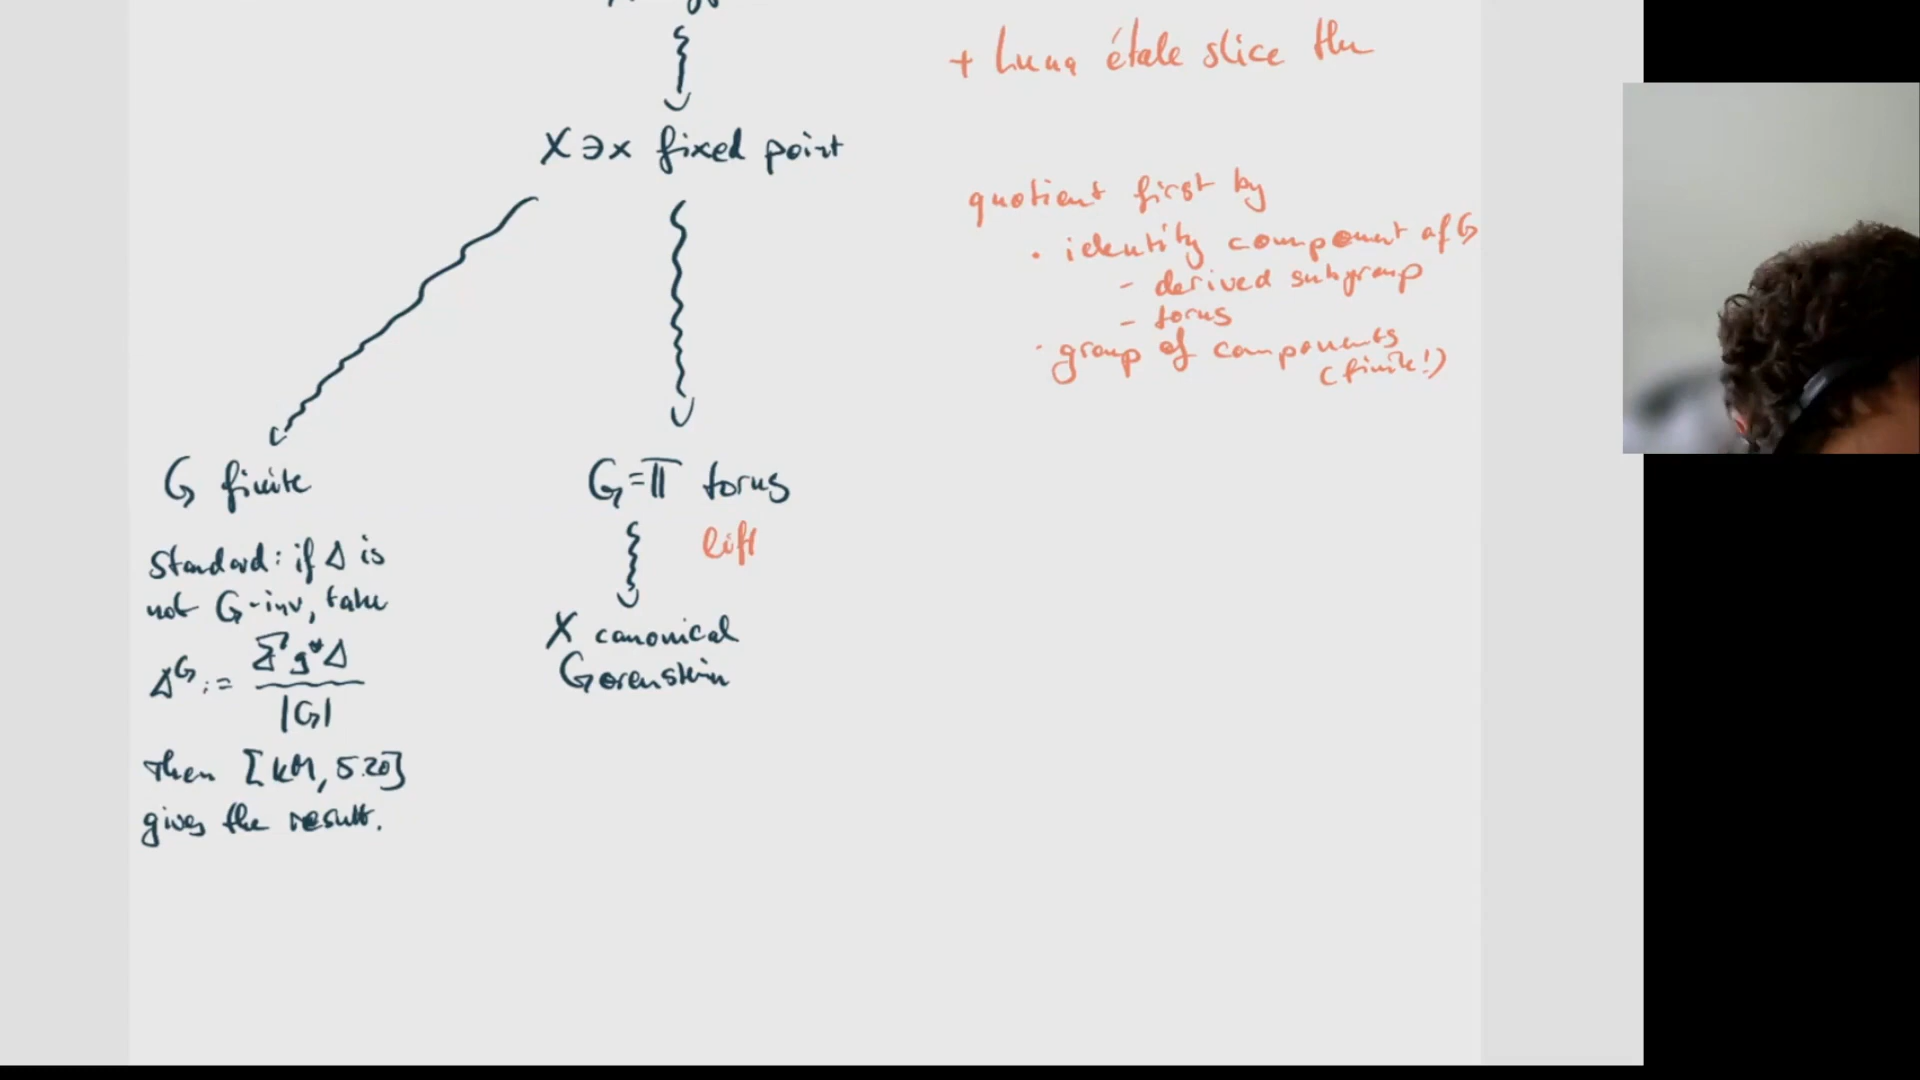 + Luna étale slice thm
X ∋ x fixed point
quotient first by
• identity component of G
- derived subgroup
- torus
• group of components
(finite!)
G finite
Standard: if Δ is
not G-inv, take
Δ^G := Σ g*Δ / |G|
then [KM, 5.20]
gives the result.
G = 𝕋 torus
lift
X canonical
Gorenstein